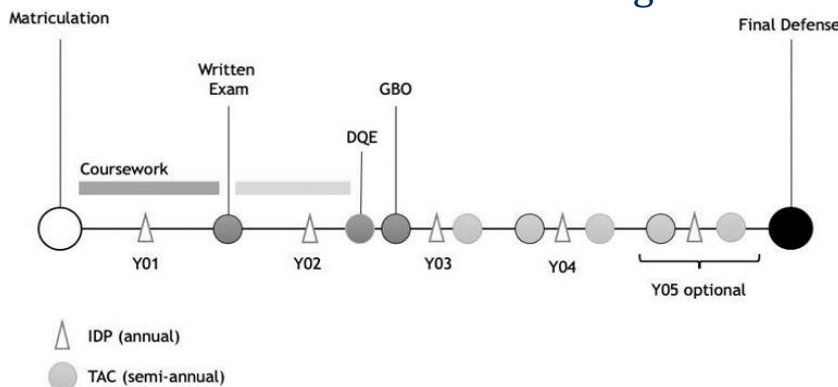 Matriculation
Final Defense
Written
Exam
GBO
DQE
Coursework
Y01
Y02
Y03
Y04
Y05 optional
IDP (annual)
TAC (semi-annual)